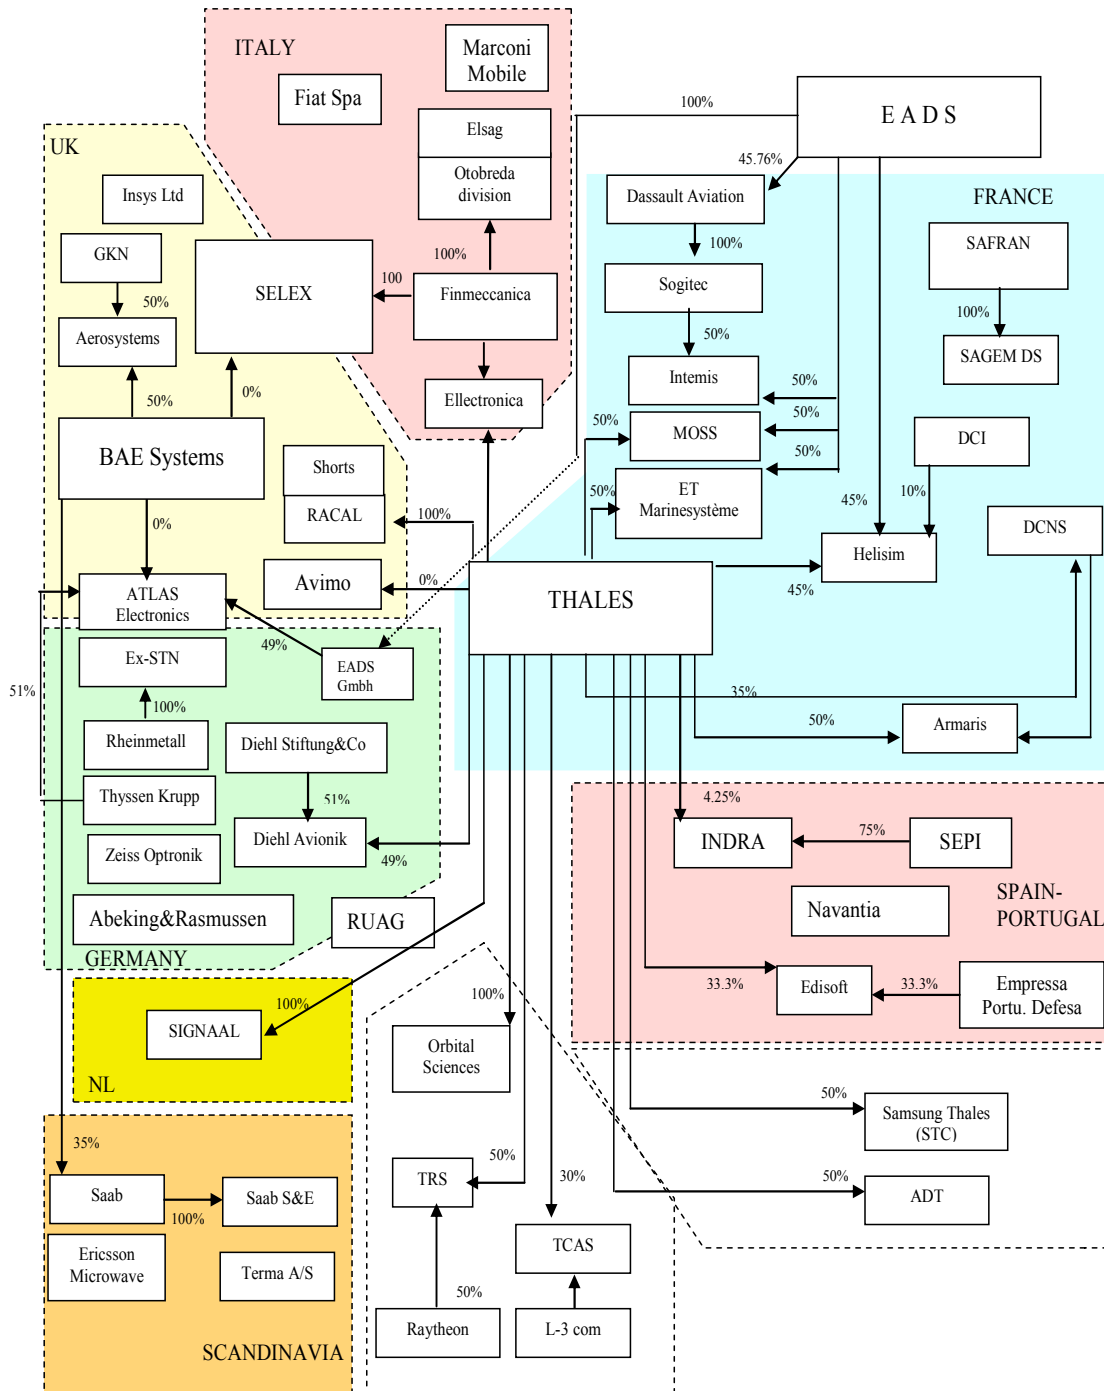 ITALY
Marconi
Mobile
Fiat Spa
100%
E A D S
Elsag
UK
45.76%
Otobreda
division
Insys Ltd
Dassault Aviation
FRANCE
GKN
100%
100%
SAFRAN
SELEX
100
Finmeccanica
Sogitec
50%
100%
Aerosystems
50%
SAGEM DS
Intemis
50%
0%
50%
Ellectronica
50%
50%
MOSS
DCI
BAE Systems
Shorts
50%
ET
Marinesystème
50%
45%
10%
RACAL
100%
DCNS
0%
Helisim
ATLAS
Electronics
Avimo
0%
THALES
45%
49%
Ex-STN
EADS
Gmbh
51%
35%
100%
Rheinmetall
Diehl Stiftung&Co
50%
Armaris
Thyssen Krupp
51%
4.25%
Diehl Avionik
49%
INDRA
75%
SEPI
Zeiss Optronik
SPAIN-
PORTUGAL
Abeking&Rasmussen
RUAG
Navantia
GERMANY
33.3%
Edisoft
33.3%
Empressa
Portu. Defesa
100%
100%
SIGNAAL
Orbital
Sciences
NL
50%
Samsung Thales
(STC)
35%
50%
30%
50%
Saab
100%
Saab S&E
TRS
ADT
Ericsson
Microwave
Terma A/S
TCAS
50%
Raytheon
L-3 com
SCANDINAVIA